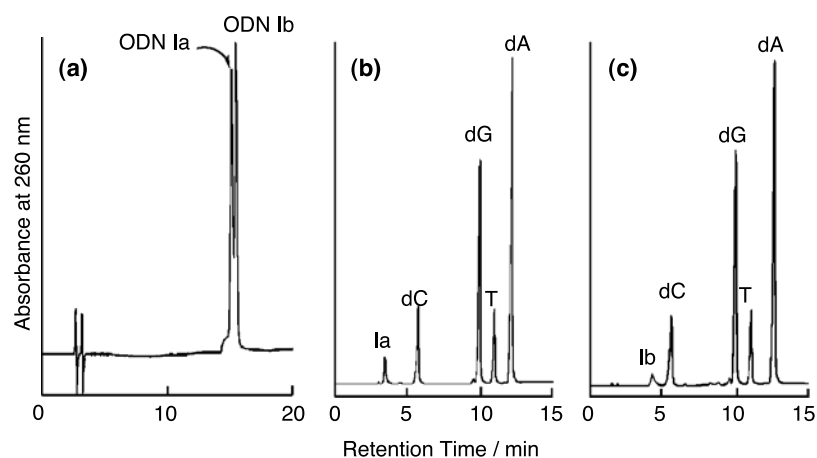 ODN Ia
ODN Ib
(a)
(b)
(c)
dA
dA
dG
dG
dC
dC
T
T
Ia
Ib
Absorbance at 260 nm
0 10 20
0 5 10 15
0 5 10 15
Retention Time / min